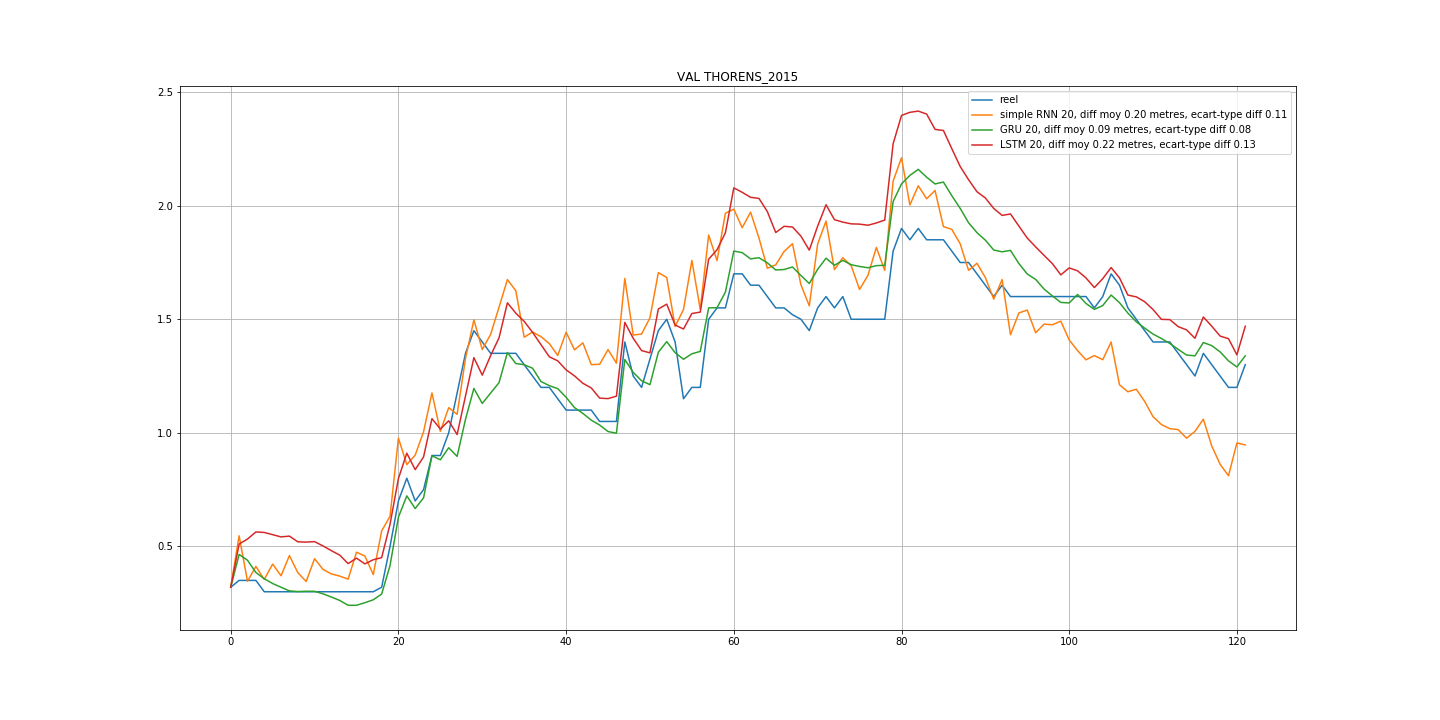 VAL THORENS_2015
2.5
2.0
1.5
1.0
0.5
0 20 40 60 80 100 120
reel
simple RNN 20, diff moy 0.20 metres, ecart-type diff 0.11
GRU 20, diff moy 0.09 metres, ecart-type diff 0.08
LSTM 20, diff moy 0.22 metres, ecart-type diff 0.13